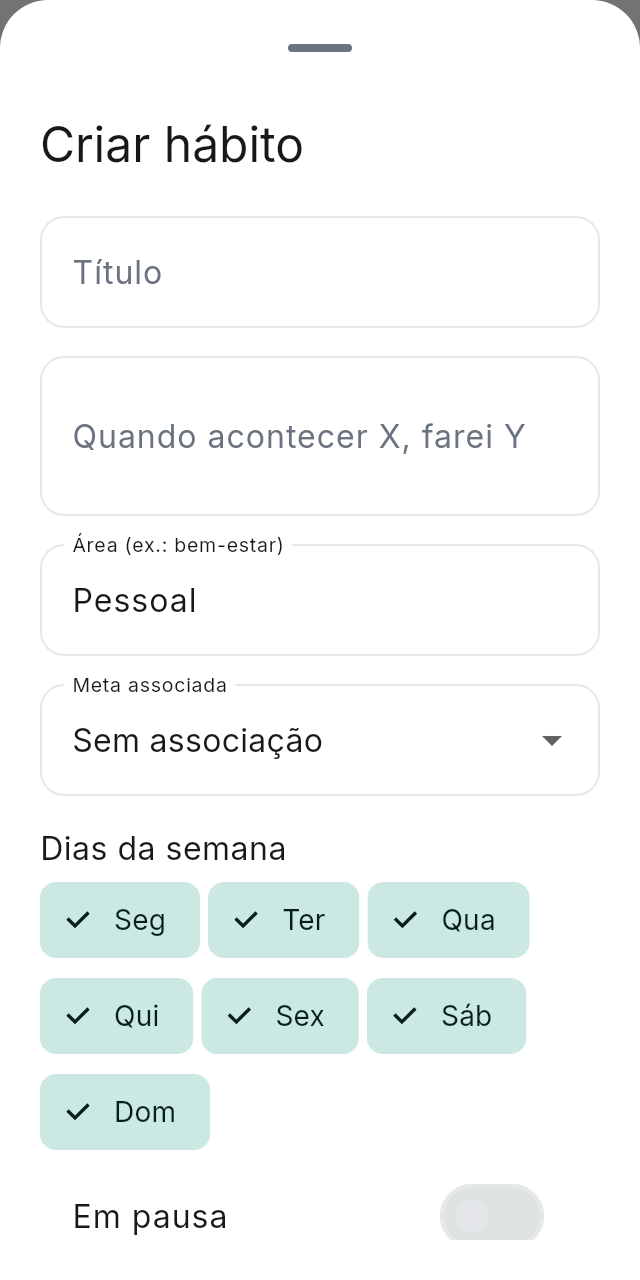 Criar hábito
Título
Quando acontecer X, farei Y
Área (ex.: bem-estar)
Pessoal
Meta associada
Sem associação
Dias da semana
Seg Ter Qua
Qui Sex Sáb
Dom
Em pausa